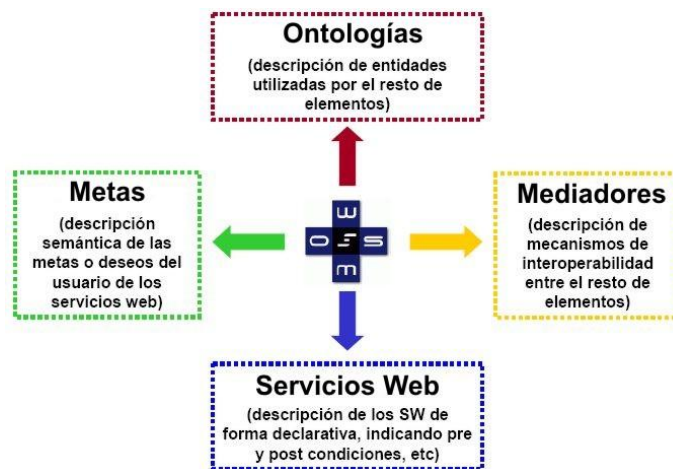 Ontologías
(descripción de entidades
utilizadas por el resto de
elementos)
Metas
(descripción
semántica de las
metas o deseos del
usuario de los
servicios web)
Mediadores
(descripción de
mecanismos de
interoperabilidad
entre el resto de
elementos)
W
O S
M
Servicios Web
(descripción de los SW de
forma declarativa, indicando pre
y post condiciones, etc)